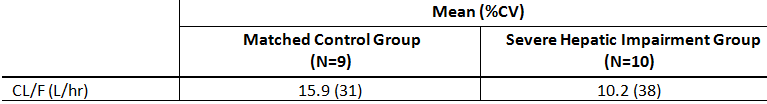 Mean (%CV)
Matched Control Group Severe Hepatic Impairment Group
(N=9) (N=10)
CL/F (L/hr) 15.9 (31) 10.2 (38)